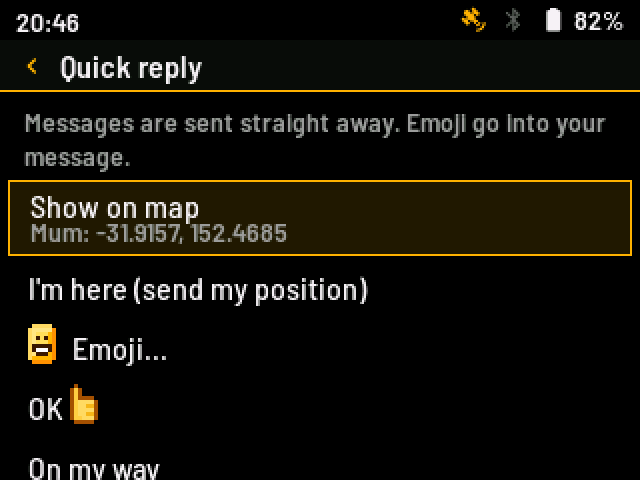 20:46
82%
Quick reply
Messages are sent straight away. Emoji go into your
message.
Show on map
Mum: -31.9157, 152.4685
I'm here (send my position)
Emoji...
OK
On my way